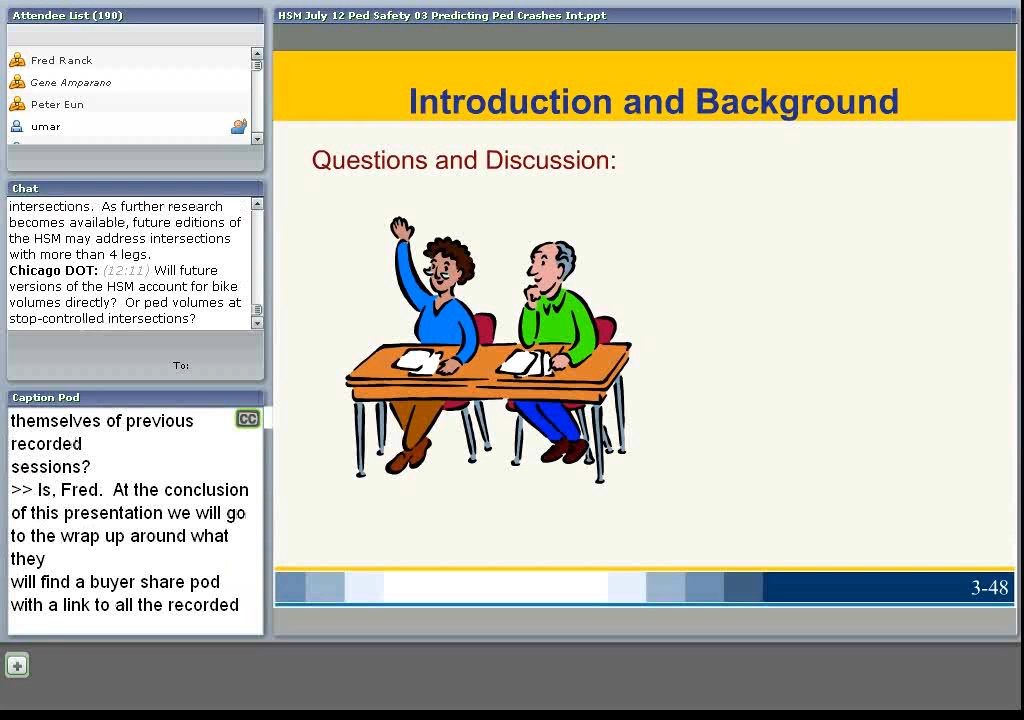 Attendee List (190)
Fred Ranck
Gene Amparano
Peter Eun
umar
Chat
intersections. As further research
becomes available, future editions of
the HSM may address intersections
with more than 4 legs.
Chicago DOT: (12:11) Will future
versions of the HSM account for bike
volumes directly? Or ped volumes at
stop-controlled intersections?
To:
Caption Pod
themselves of previous
recorded
sessions?
>> Is, Fred. At the conclusion
of this presentation we will go
to the wrap up around what
they
will find a buyer share pod
with a link to all the recorded
CC
HSM July 12 Ped Safety 03 Predicting Ped Crashes Int.ppt
Introduction and Background
Questions and Discussion:
3-48